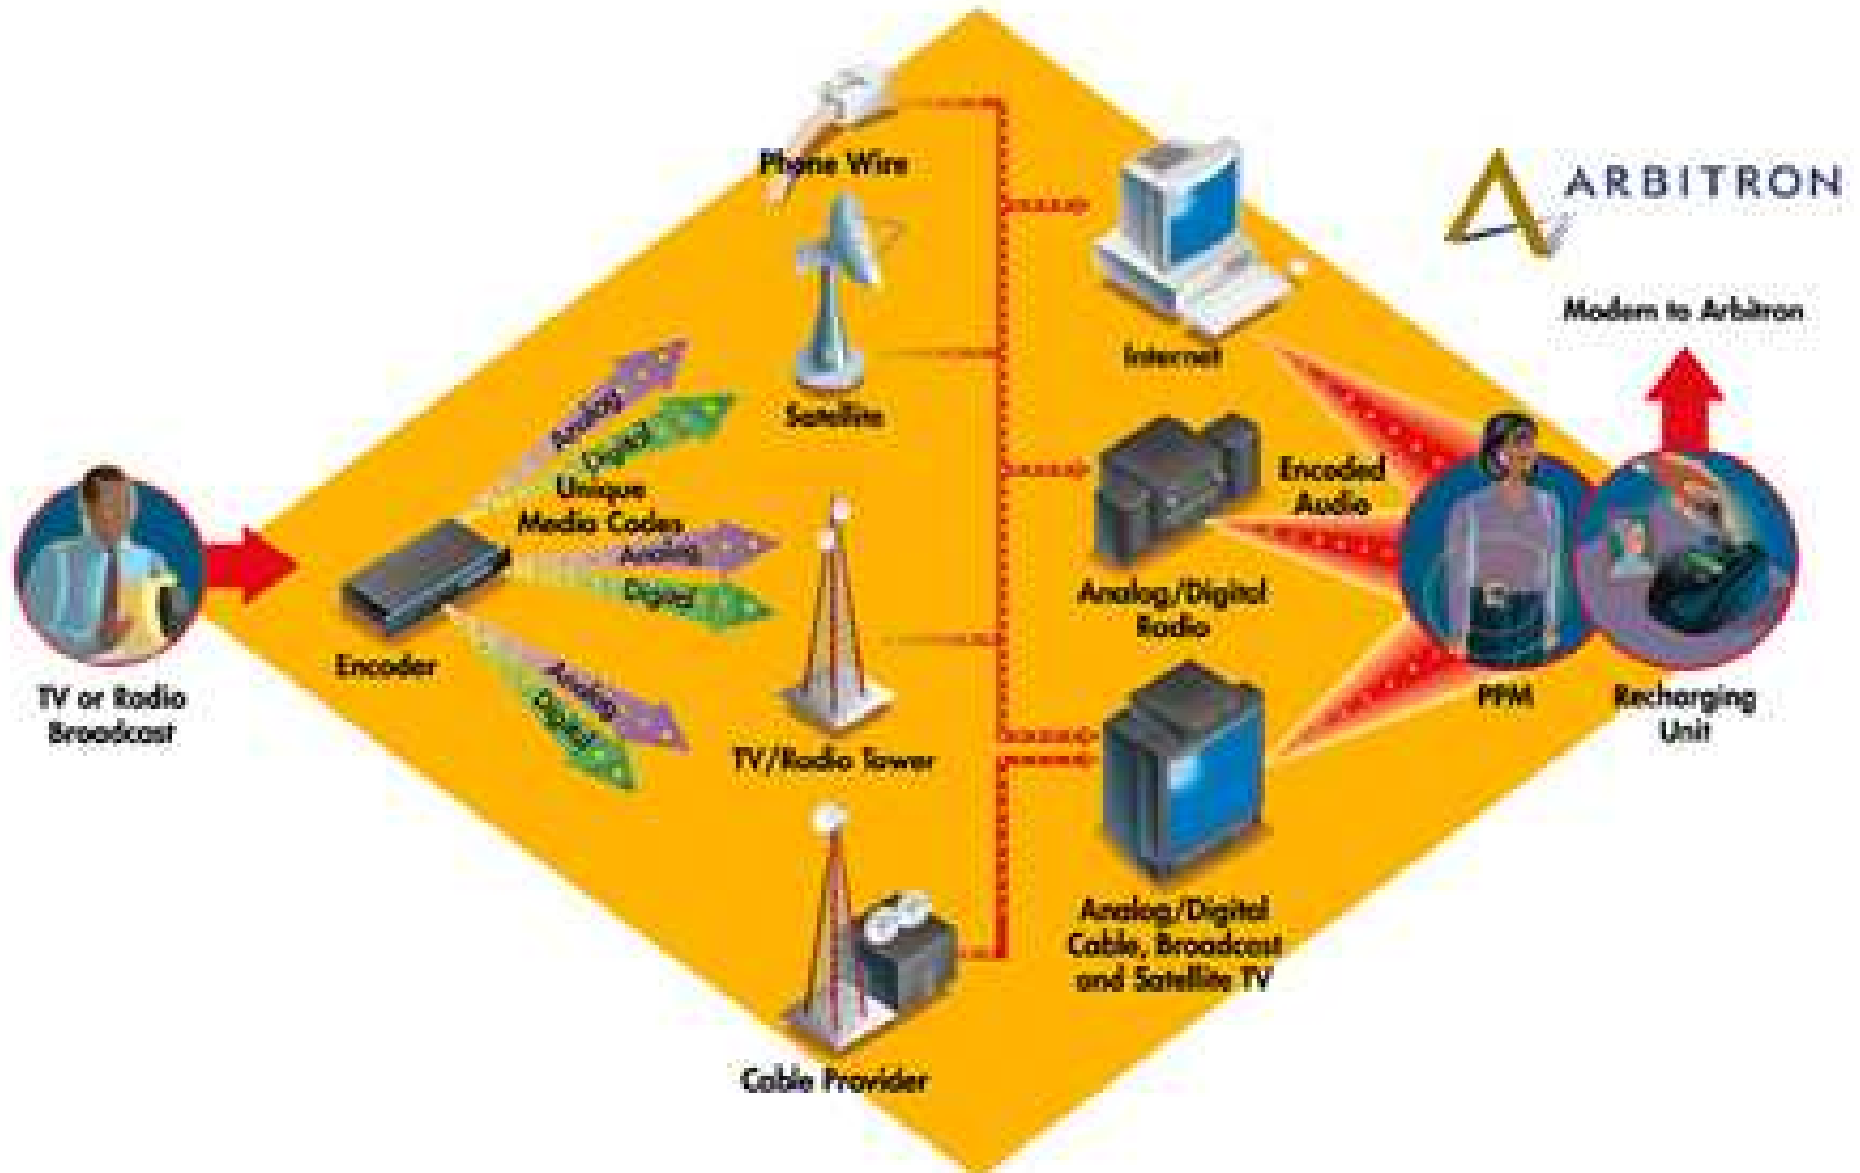 Phone Wire
ARBITRON
Modem to Arbitron
Internet
Satellite
Analog
Digital
Unique
Media Codes
Analog
Digital
Encoded
Audio
Analog/Digital
Radio
Encoder
Analog
Digital
TV or Radio
Broadcast
PPM
Recharging
Unit
TV/Radio Tower
Analog/Digital
Cable, Broadcast
and Satellite TV
Cable Provider